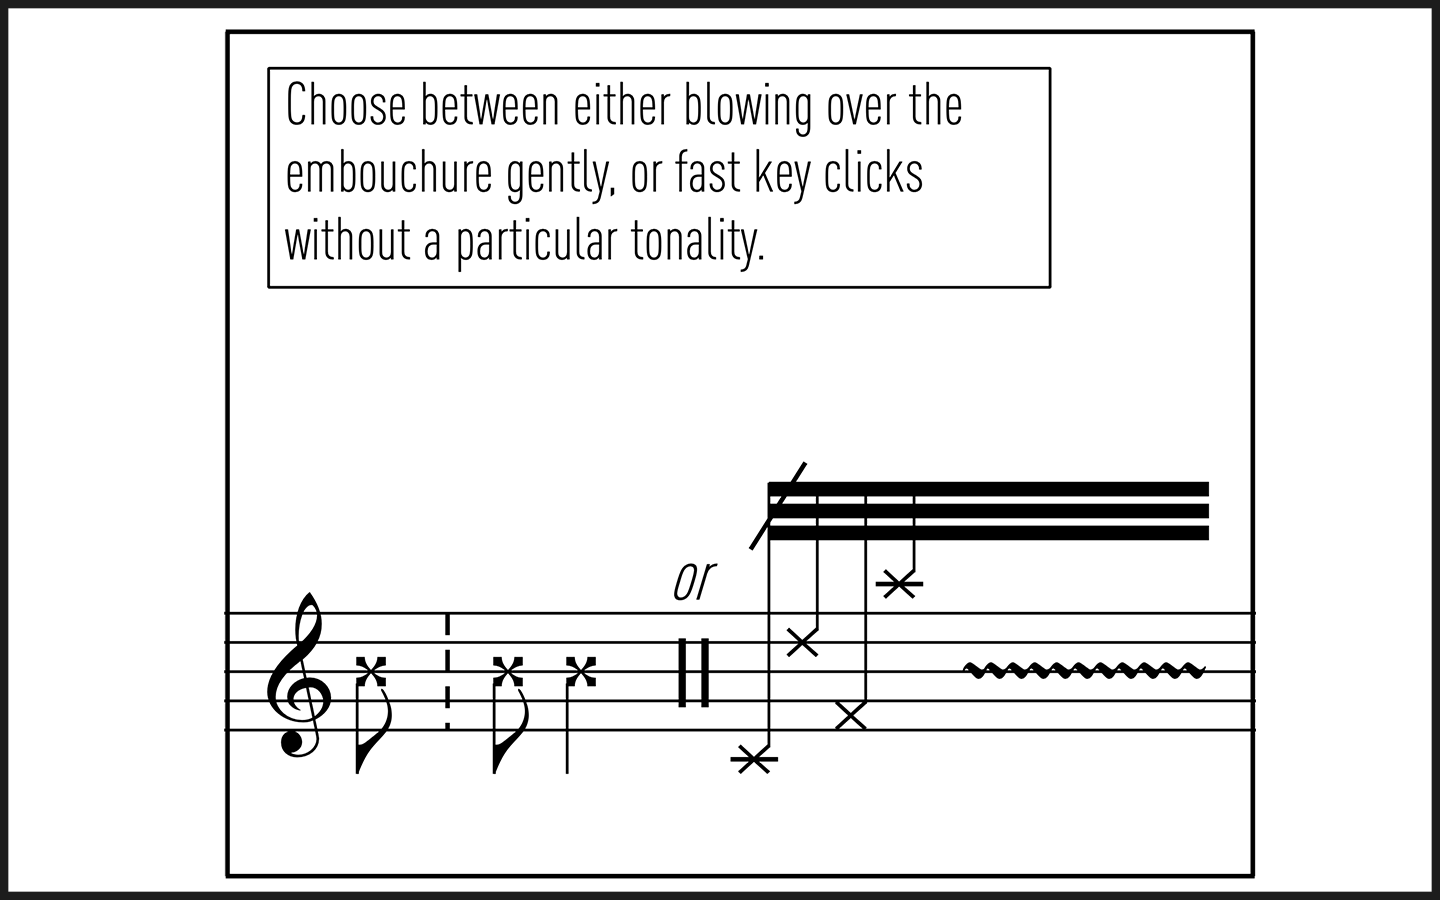 Choose between either blowing over the
embouchure gently, or fast key clicks
without a particular tonality.
or